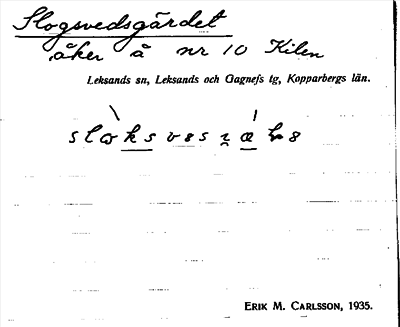 Slogsvedsgärdet
åker å nr 10 Kilen
Leksands sn, Leksands och Gagnefs tg, Kopparbergs län.
ERIK M. CARLSSON, 1935.